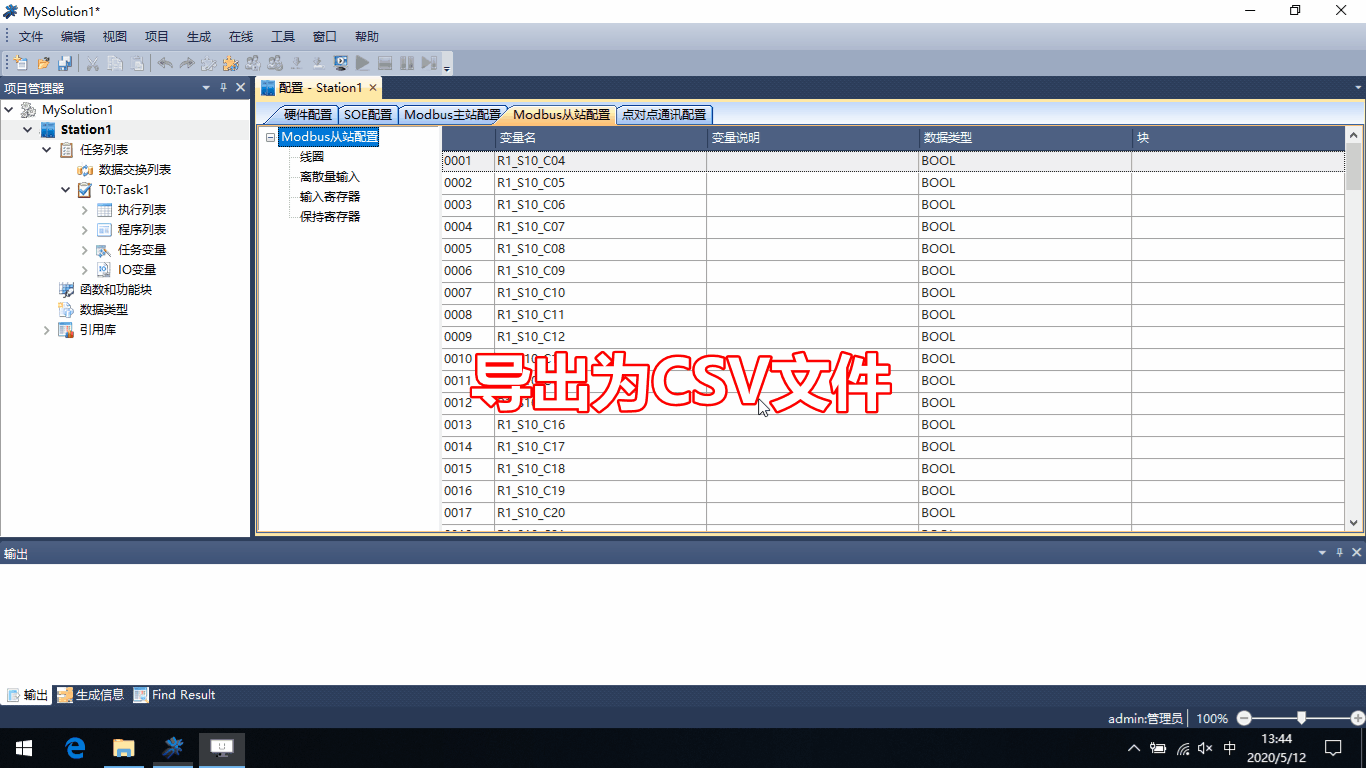 MySolution1*
文件 编辑 视图 项目 生成 在线 工具 窗口 帮助
项目管理器
配置 - Station1
MySolution1
Station1
任务列表
数据交换列表
T0:Task1
执行列表
程序列表
任务变量
IO变量
函数和功能块
数据类型
引用库
硬件配置 SOE配置 Modbus主站配置 Modbus从站配置 点对点通讯配置
Modbus从站配置
线圈
离散量输入
输入寄存器
保持寄存器
变量名 变量说明 数据类型 块
0001 R1_S10_C04 BOOL
0002 R1_S10_C05 BOOL
0003 R1_S10_C06 BOOL
0004 R1_S10_C07 BOOL
0005 R1_S10_C08 BOOL
0006 R1_S10_C09 BOOL
0007 R1_S10_C10 BOOL
0008 R1_S10_C11 BOOL
0009 R1_S10_C12 BOOL
0010 BOOL
0011 BOOL
0012 BOOL
0013 R1_S10_C16 BOOL
0014 R1_S10_C17 BOOL
0015 R1_S10_C18 BOOL
0016 R1_S10_C19 BOOL
0017 R1_S10_C20 BOOL
导出为CSV文件
输出
输出 生成信息 Find Result
admin:管理员 100%
中
13:44
2020/5/12